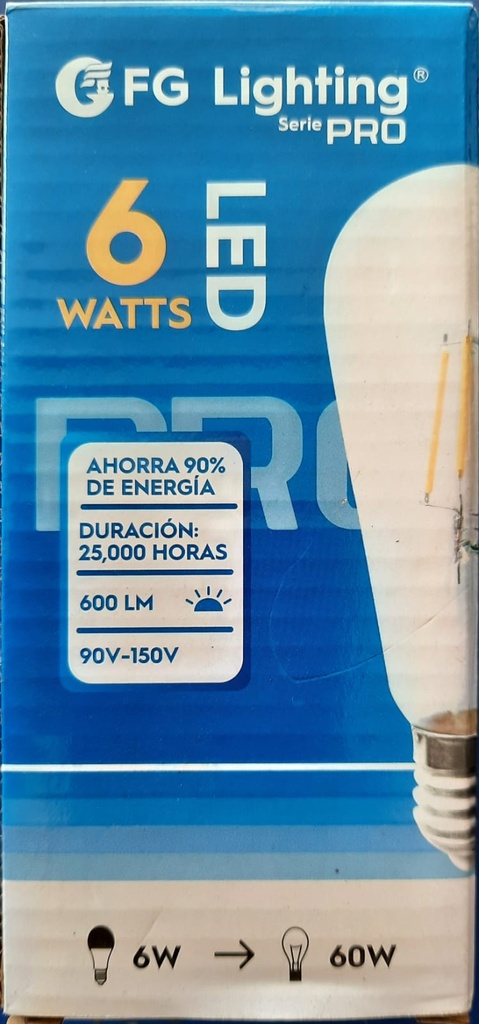 FG Lighting®
Serie PRO
6
WATTS
LED
PRO
AHORRA 90%
DE ENERGÍA
DURACIÓN:
25,000 HORAS
600 LM
90V-150V
6W → 60W